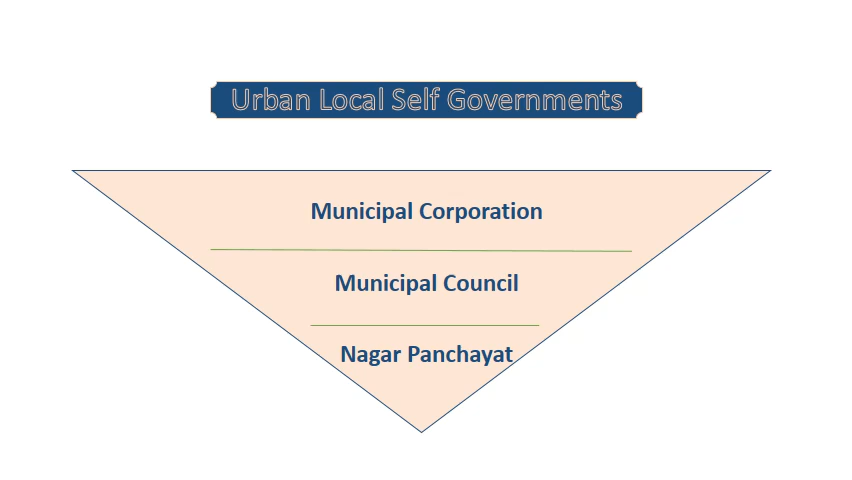 Urban Local Self Governments
Municipal Corporation
Municipal Council
Nagar Panchayat